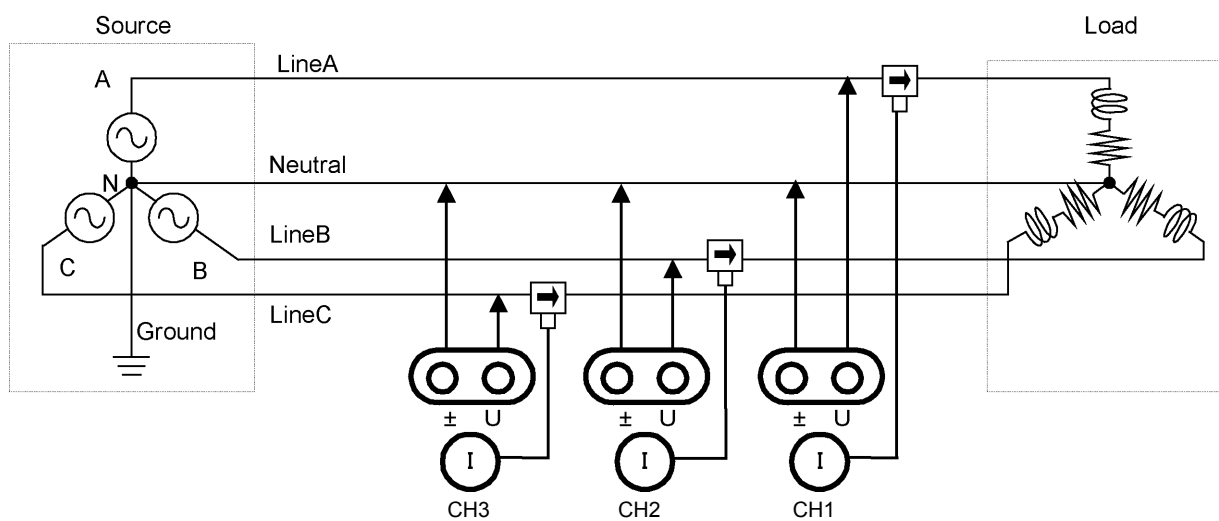 Source
Load
A
LineA
N
Neutral
C
B
LineB
Ground
LineC
± U
± U
± U
I
I
I
CH3
CH2
CH1